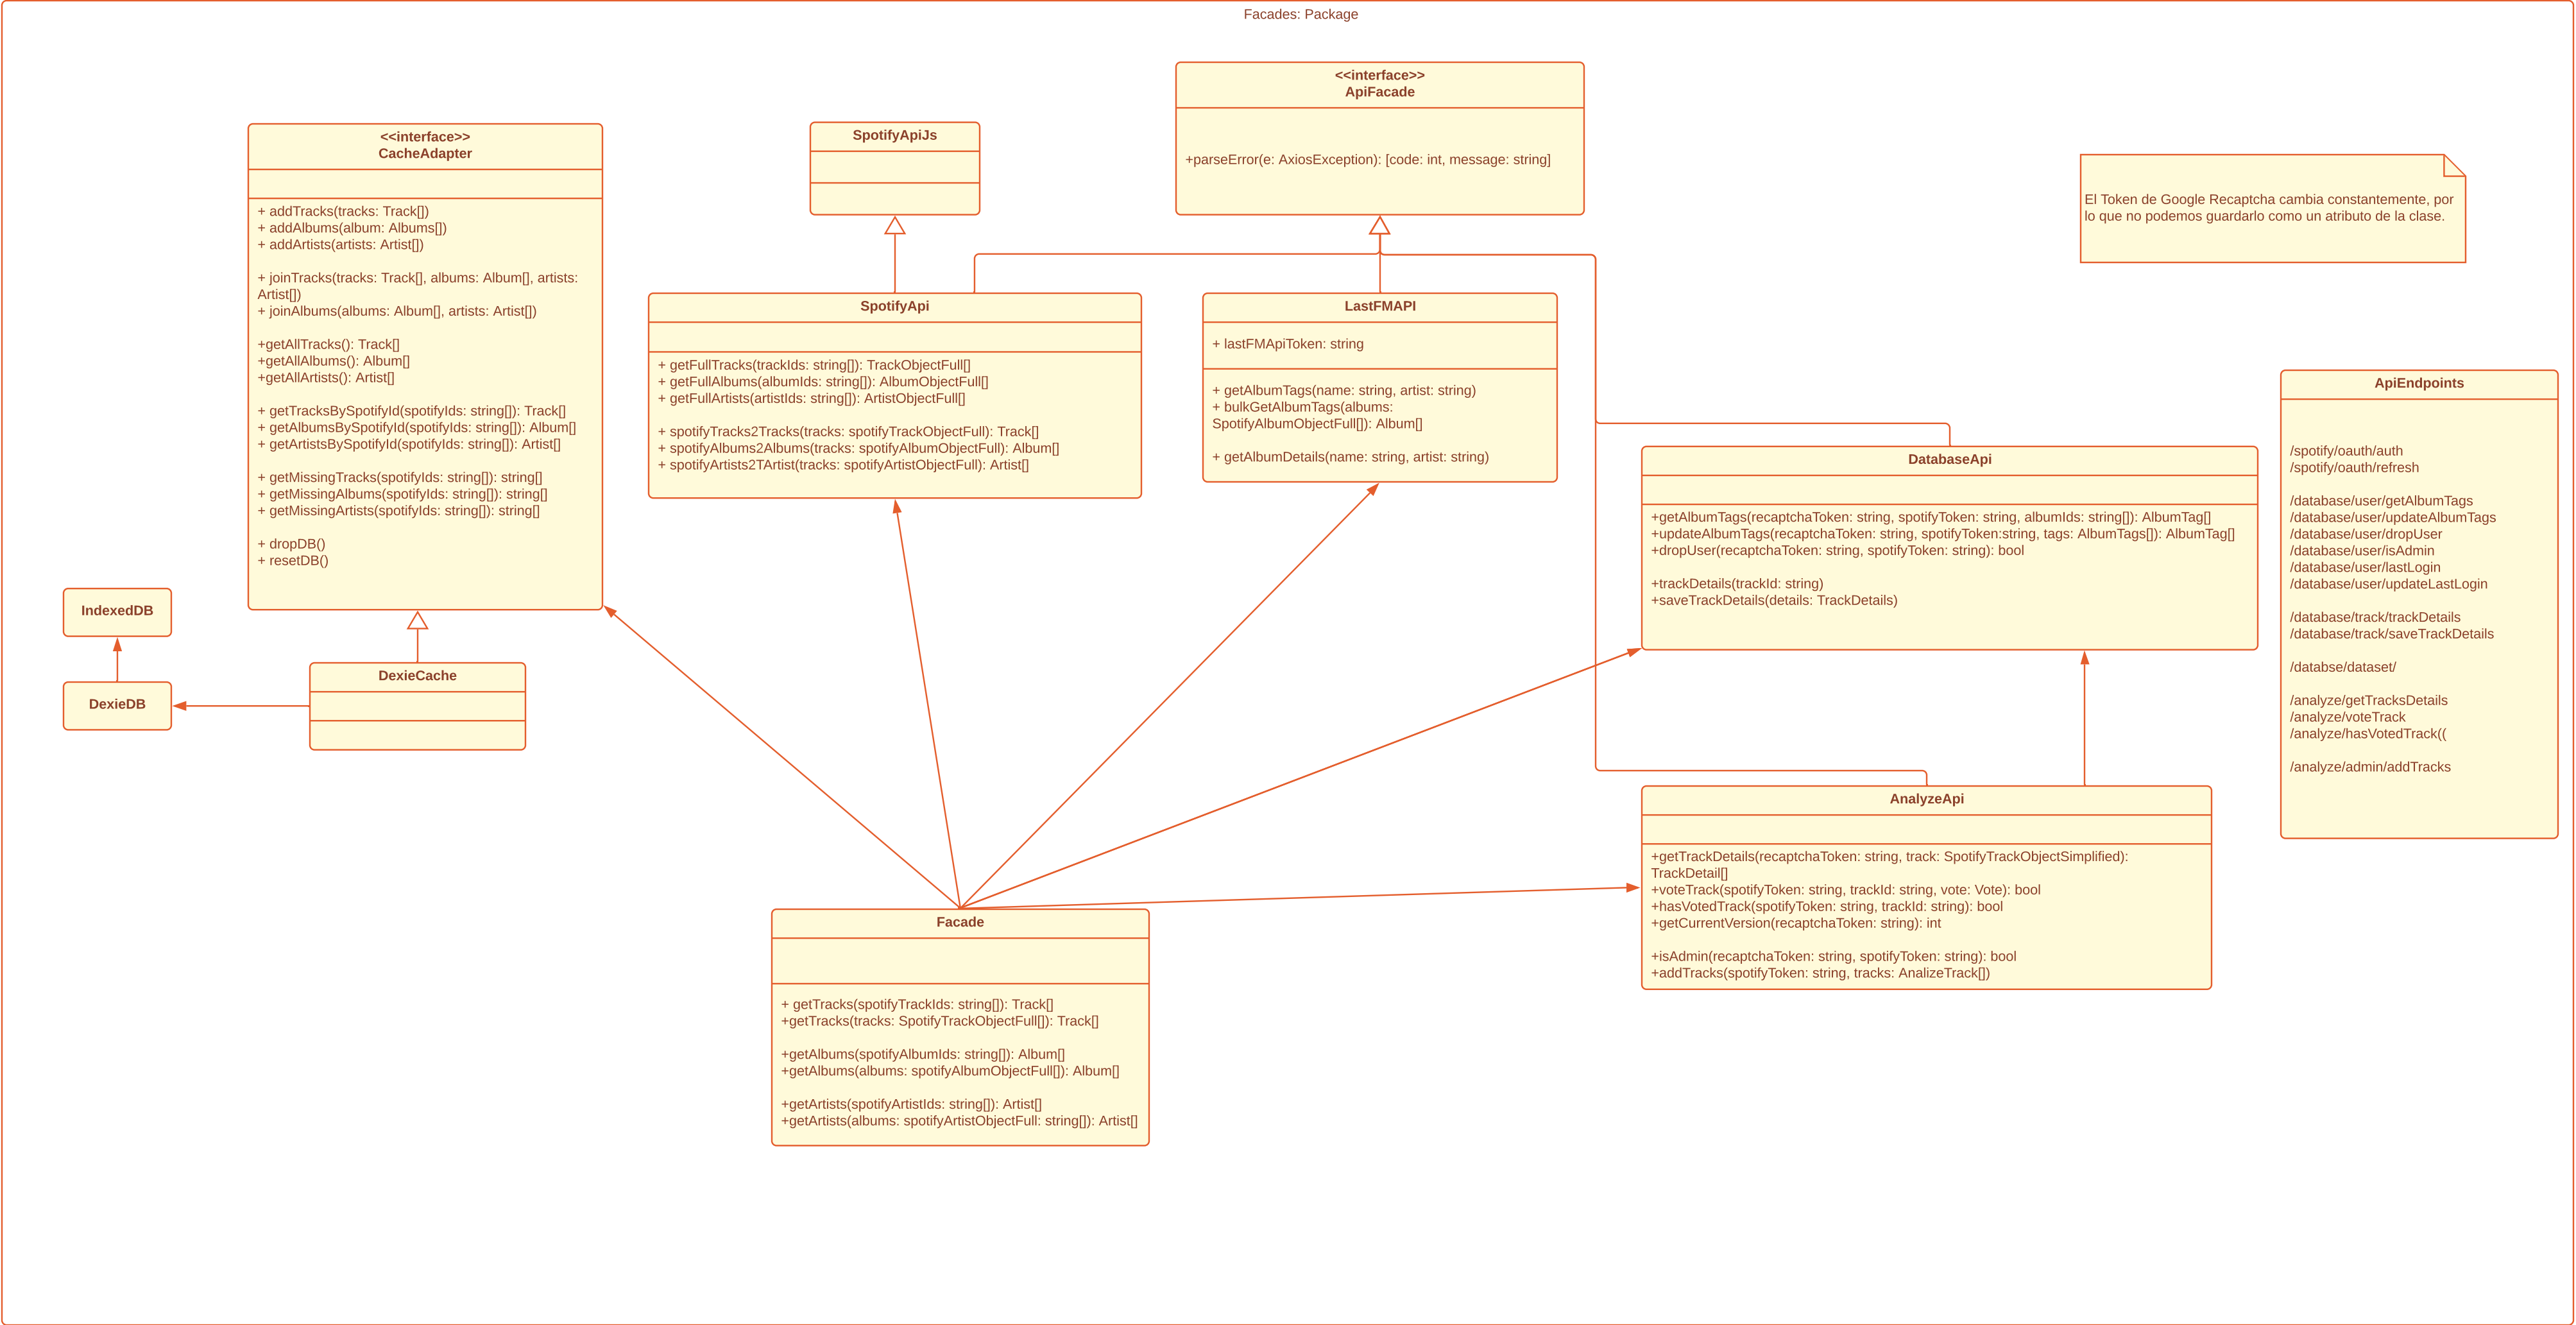 Facades: Package
<<interface>>
ApiFacade
+parseError(e: AxiosException): [code: int, message: string]
<<interface>>
CacheAdapter
+ addTracks(tracks: Track[])
+ addAlbums(album: Albums[])
+ addArtists(artists: Artist[])
+ joinTracks(tracks: Track[], albums: Album[], artists:
Artist[])
+ joinAlbums(albums: Album[], artists: Artist[])
+getAllTracks(): Track[]
+getAllAlbums(): Album[]
+getAllArtists(): Artist[]
+ getTracksBySpotifyId(spotifyIds: string[]): Track[]
+ getAlbumsBySpotifyId(spotifyIds: string[]): Album[]
+ getArtistsBySpotifyId(spotifyIds: string[]): Artist[]
+ getMissingTracks(spotifyIds: string[]): string[]
+ getMissingAlbums(spotifyIds: string[]): string[]
+ getMissingArtists(spotifyIds: string[]): string[]
+ dropDB()
+ resetDB()
SpotifyApiJs
El Token de Google Recaptcha cambia constantemente, por
lo que no podemos guardarlo como un atributo de la clase.
SpotifyApi
+ getFullTracks(trackIds: string[]): TrackObjectFull[]
+ getFullAlbums(albumIds: string[]): AlbumObjectFull[]
+ getFullArtists(artistIds: string[]): ArtistObjectFull[]
+ spotifyTracks2Tracks(tracks: spotifyTrackObjectFull): Track[]
+ spotifyAlbums2Albums(tracks: spotifyAlbumObjectFull): Album[]
+ spotifyArtists2TArtist(tracks: spotifyArtistObjectFull): Artist[]
LastFMAPI
+ lastFMApiToken: string
+ getAlbumTags(name: string, artist: string)
+ bulkGetAlbumTags(albums:
SpotifyAlbumObjectFull[]): Album[]
+ getAlbumDetails(name: string, artist: string)
DatabaseApi
+getAlbumTags(recaptchaToken: string, spotifyToken: string, albumIds: string[]): AlbumTag[]
+updateAlbumTags(recaptchaToken: string, spotifyToken:string, tags: AlbumTags[]): AlbumTag[]
+dropUser(recaptchaToken: string, spotifyToken: string): bool
+trackDetails(trackId: string)
+saveTrackDetails(details: TrackDetails)
ApiEndpoints
/spotify/oauth/auth
/spotify/oauth/refresh
/database/user/getAlbumTags
/database/user/updateAlbumTags
/database/user/dropUser
/database/user/isAdmin
/database/user/lastLogin
/database/user/updateLastLogin
/database/track/trackDetails
/database/track/saveTrackDetails
/databse/dataset/
/analyze/getTracksDetails
/analyze/voteTrack
/analyze/hasVotedTrack((
/analyze/admin/addTracks
IndexedDB
DexieDB
DexieCache
AnalyzeApi
+getTrackDetails(recaptchaToken: string, track: SpotifyTrackObjectSimplified):
TrackDetail[]
+voteTrack(spotifyToken: string, trackId: string, vote: Vote): bool
+hasVotedTrack(spotifyToken: string, trackId: string): bool
+getCurrentVersion(recaptchaToken: string): int
+isAdmin(recaptchaToken: string, spotifyToken: string): bool
+addTracks(spotifyToken: string, tracks: AnalizeTrack[])
Facade
+ getTracks(spotifyTrackIds: string[]): Track[]
+getTracks(tracks: SpotifyTrackObjectFull[]): Track[]
+getAlbums(spotifyAlbumIds: string[]): Album[]
+getAlbums(albums: spotifyAlbumObjectFull[]): Album[]
+getArtists(spotifyArtistIds: string[]): Artist[]
+getArtists(albums: spotifyArtistObjectFull: string[]): Artist[]